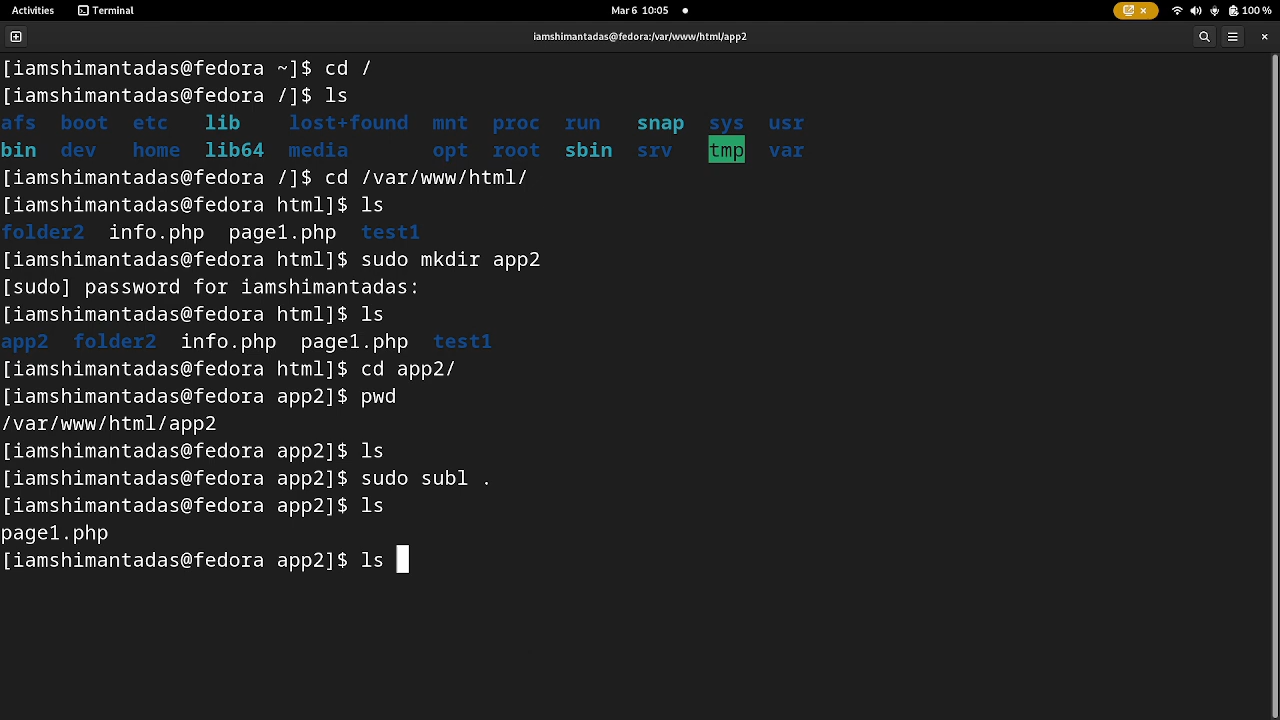 Activities Terminal Mar 6 10:05 100 %
iamshimantadas@fedora:/var/www/html/app2
[iamshimantadas@fedora ~]$ cd /
[iamshimantadas@fedora /]$ ls
afs boot etc lib lost+found mnt proc run snap sys usr
bin dev home lib64 media opt root sbin srv tmp var
[iamshimantadas@fedora /]$ cd /var/www/html/
[iamshimantadas@fedora html]$ ls
folder2 info.php page1.php test1
[iamshimantadas@fedora html]$ sudo mkdir app2
[sudo] password for iamshimantadas:
[iamshimantadas@fedora html]$ ls
app2 folder2 info.php page1.php test1
[iamshimantadas@fedora html]$ cd app2/
[iamshimantadas@fedora app2]$ pwd
/var/www/html/app2
[iamshimantadas@fedora app2]$ ls
[iamshimantadas@fedora app2]$ sudo subl .
[iamshimantadas@fedora app2]$ ls
page1.php
[iamshimantadas@fedora app2]$ ls